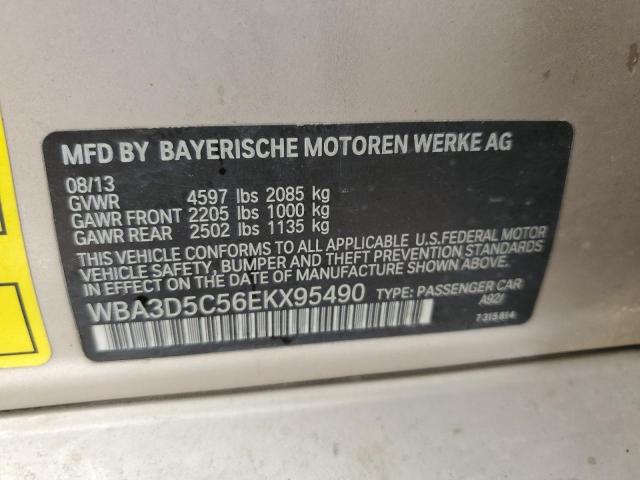 MFD BY BAYERISCHE MOTOREN WERKE AG
08/13
GVWR 4597 lbs 2085 kg
GAWR FRONT 2205 lbs 1000 kg
GAWR REAR 2502 lbs 1135 kg
THIS VEHICLE CONFORMS TO ALL APPLICABLE U.S.FEDERAL MOTOR
VEHICLE SAFETY, BUMPER, AND THEFT PREVENTION STANDARDS
IN EFFECT ON THE DATE OF MANUFACTURE SHOWN ABOVE.
WBA3D5C56EKX95490 TYPE: PASSENGER CAR
A92/
7315814